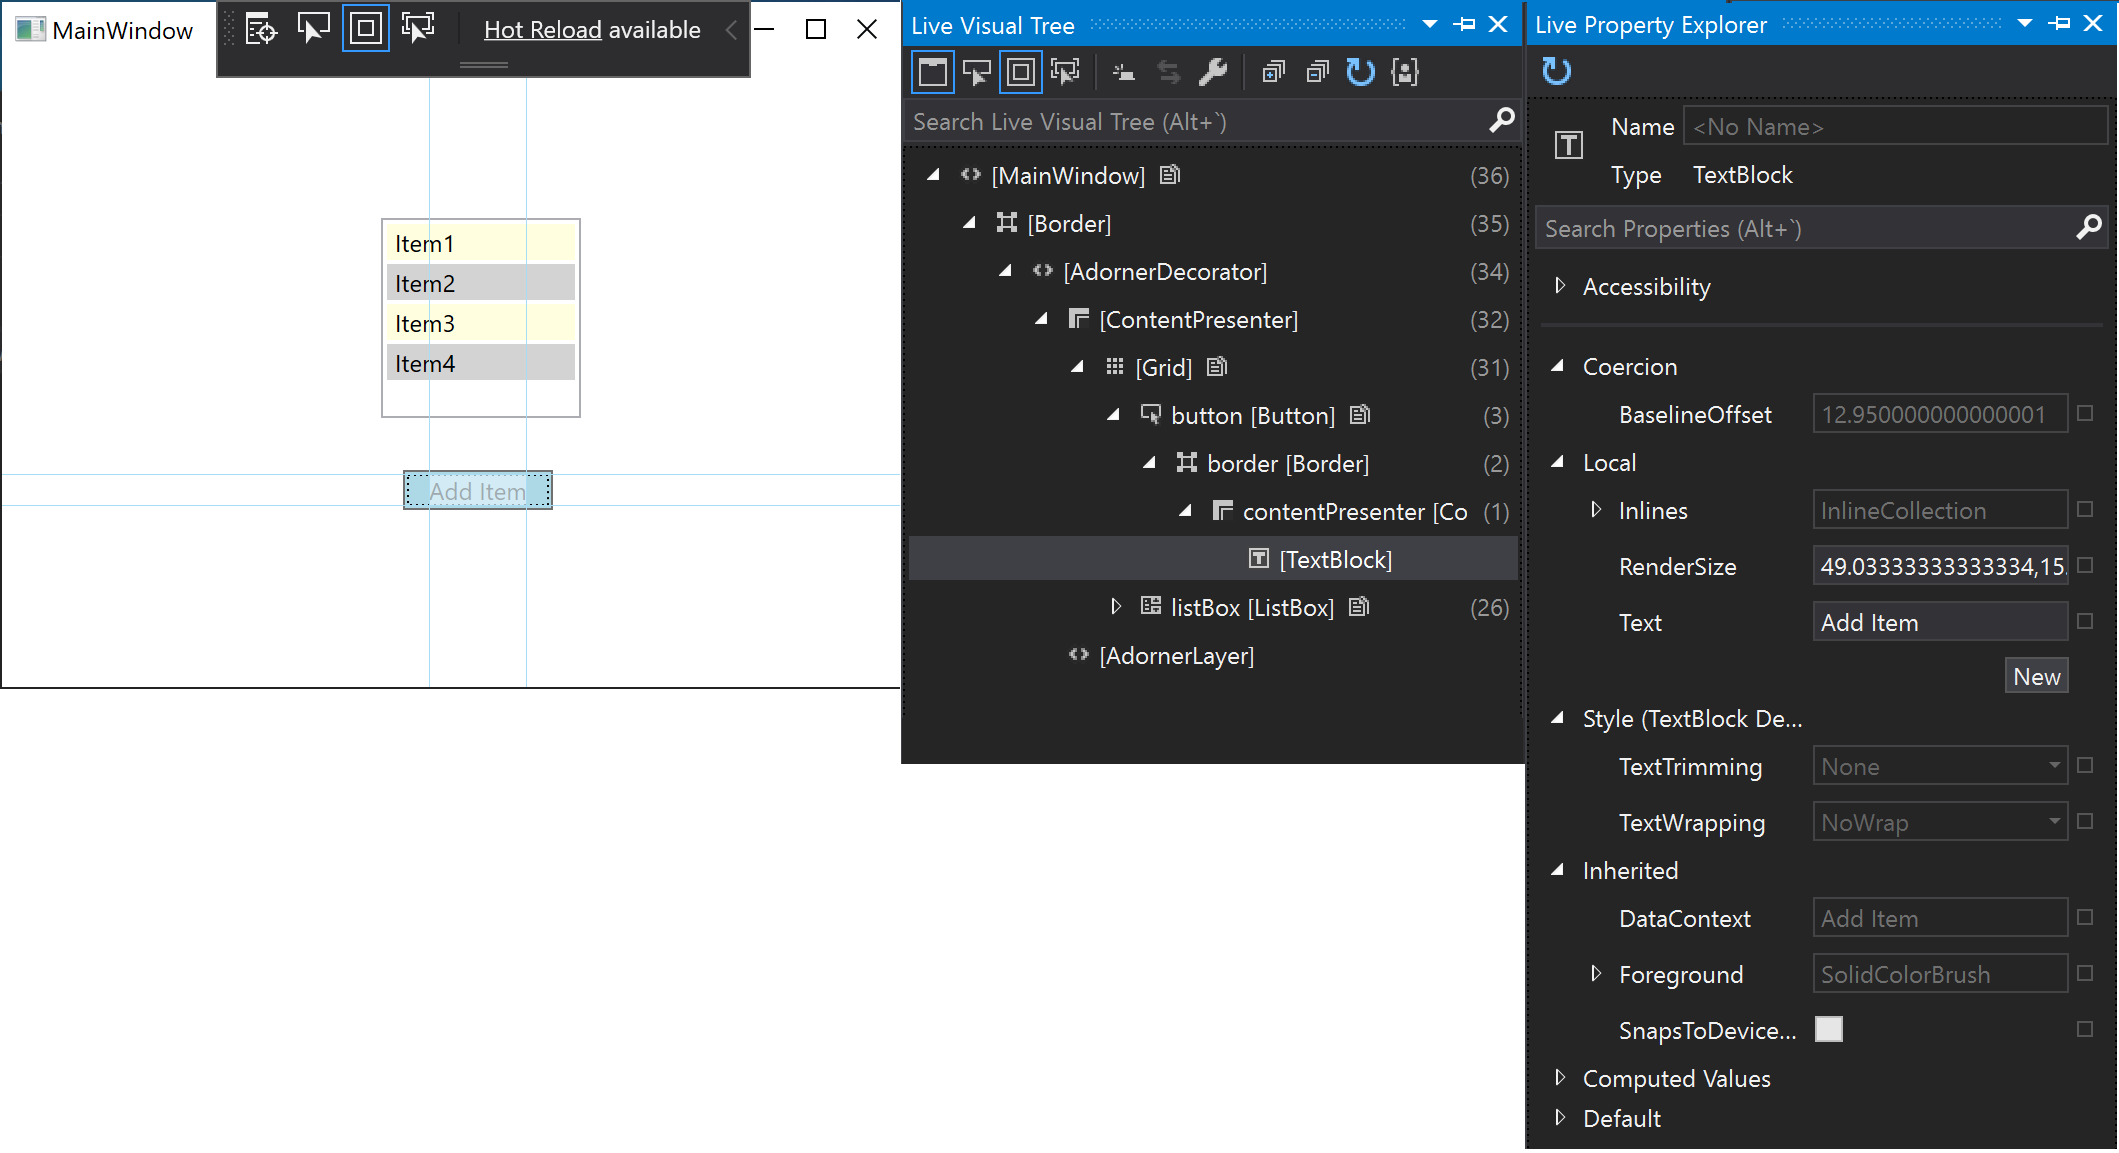 MainWindow
Hot Reload available
Item1
Item2
Item3
Item4
Add Item
Live Visual Tree
Search Live Visual Tree (Alt+`)
[MainWindow] (36)
[Border] (35)
[AdornerDecorator] (34)
[ContentPresenter] (32)
[Grid] (31)
button [Button] (3)
border [Border] (2)
contentPresenter [Co (1)
[TextBlock]
listBox [ListBox] (26)
[AdornerLayer]
Live Property Explorer
Name <No Name>
Type TextBlock
Search Properties (Alt+`)
Accessibility
Coercion
BaselineOffset 12.950000000000001
Local
Inlines InlineCollection
RenderSize 49.03333333333334,15.
Text Add Item
New
Style (TextBlock De...
TextTrimming None
TextWrapping NoWrap
Inherited
DataContext Add Item
Foreground SolidColorBrush
SnapsToDevice...
Computed Values
Default